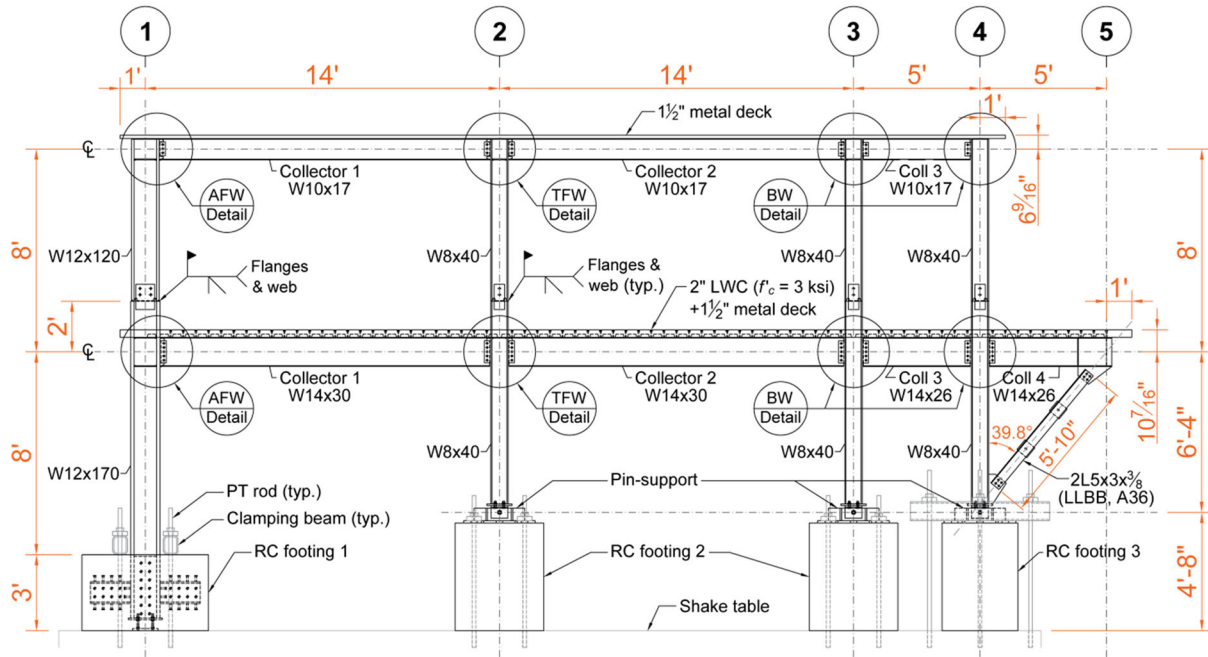 1
2
3
4
5
1'
14'
14'
5'
5'
1½" metal deck
1'
℄
Collector 1
W10x17
Collector 2
W10x17
Coll 3
W10x17
6 9/16"
AFW
Detail
TFW
Detail
BW
Detail
8'
8'
W12x120
Flanges
& web
W8x40
Flanges &
web (typ.)
W8x40
W8x40
2" LWC (f'c = 3 ksi)
+1½" metal deck
1'
2'
℄
Collector 1
W14x30
Collector 2
W14x30
Coll 3
W14x26
Coll 4
W14x26
10 7/16"
AFW
Detail
TFW
Detail
BW
Detail
8'
W12x170
W8x40
W8x40
W8x40
39.8°
5'-10"
6'-4"
2L5x3x⅜
(LLBB, A36)
PT rod (typ.)
Pin-support
Clamping beam (typ.)
RC footing 1
RC footing 2
RC footing 3
3'
4'-8"
Shake table